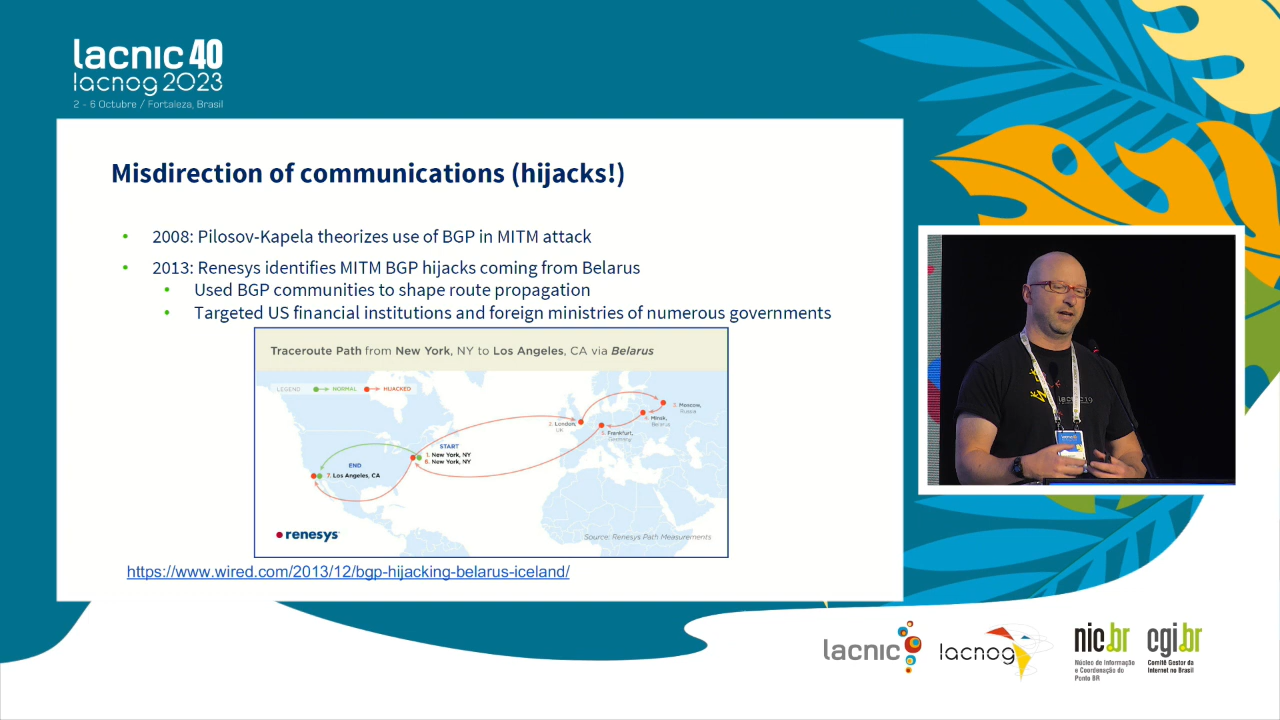 lacnic 40
lacnog 2023
2 - 6 Octubre / Fortaleza, Brasil
Misdirection of communications (hijacks!)
• 2008: Pilosov-Kapela theorizes use of BGP in MITM attack
• 2013: Renesys identifies MITM BGP hijacks coming from Belarus
• Used BGP communities to shape route propagation
• Targeted US financial institutions and foreign ministries of numerous governments
Traceroute Path from New York, NY to Los Angeles, CA via Belarus
LEGEND NORMAL HIJACKED
3. Moscow,
Russia
4. Minsk,
Belarus
2. London,
UK
5. Frankfurt,
Germany
START
1. New York, NY
6. New York, NY
END
7. Los Angeles, CA
renesys
Source: Renesys Path Measurements
https://www.wired.com/2013/12/bgp-hijacking-belarus-iceland/
lacnic
lacnog
nic.br
Núcleo de Informação
e Coordenação do
Ponto BR
cgi.br
Comitê Gestor da
Internet no Brasil